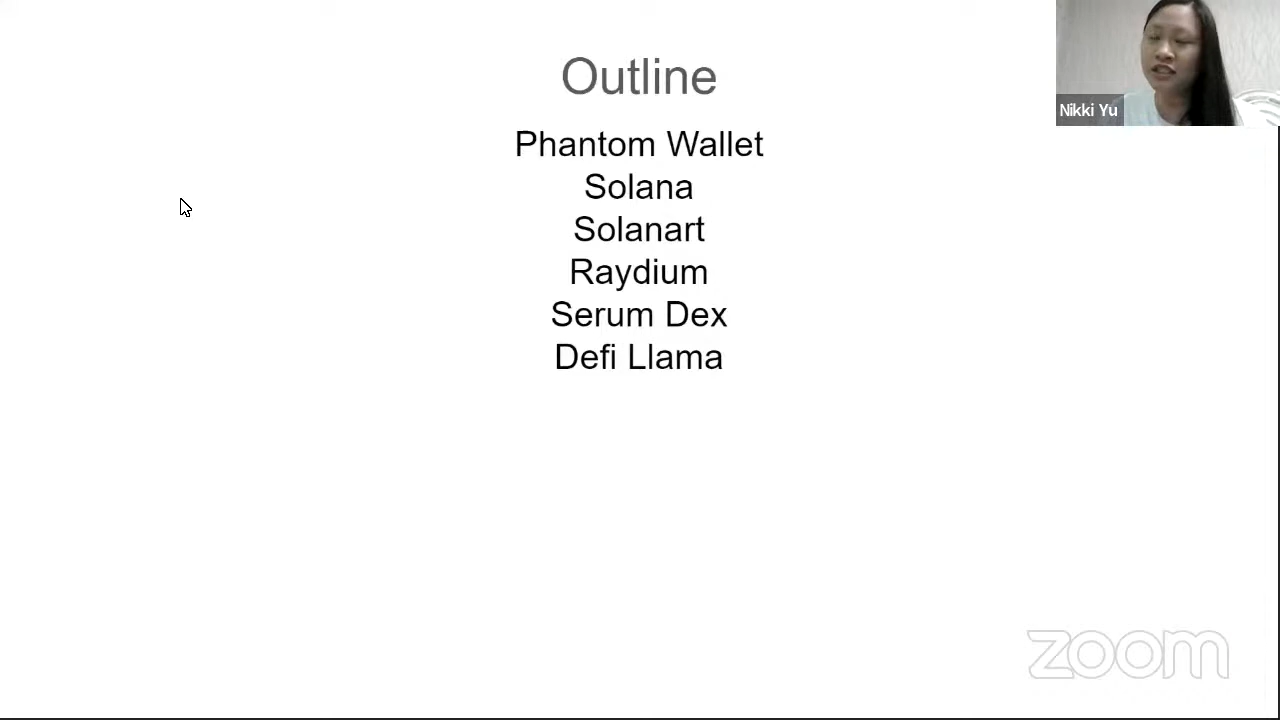 Outline
Phantom Wallet
Solana
Solanart
Raydium
Serum Dex
Defi Llama
Nikki Yu
zoom